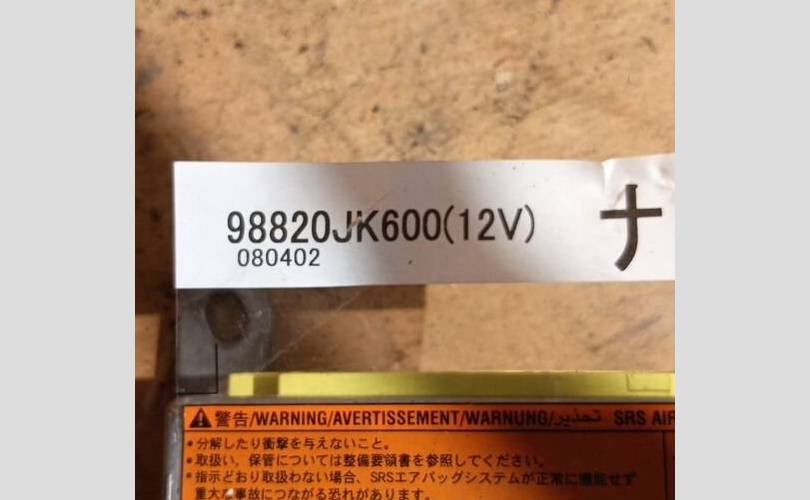 98820JK600(12V)
ナ
080402
警告/WARNING/AVERTISSEMENT/WARNUNG/تحذير SRS AIR
•分解したり衝撃を与えないこと。
•取扱い、保管については整備要領書を参照してください。
•指示どおり取扱わない場合、SRSエアバッグシステムが正常に機能せず
重大な事故につながる恐れがあります。